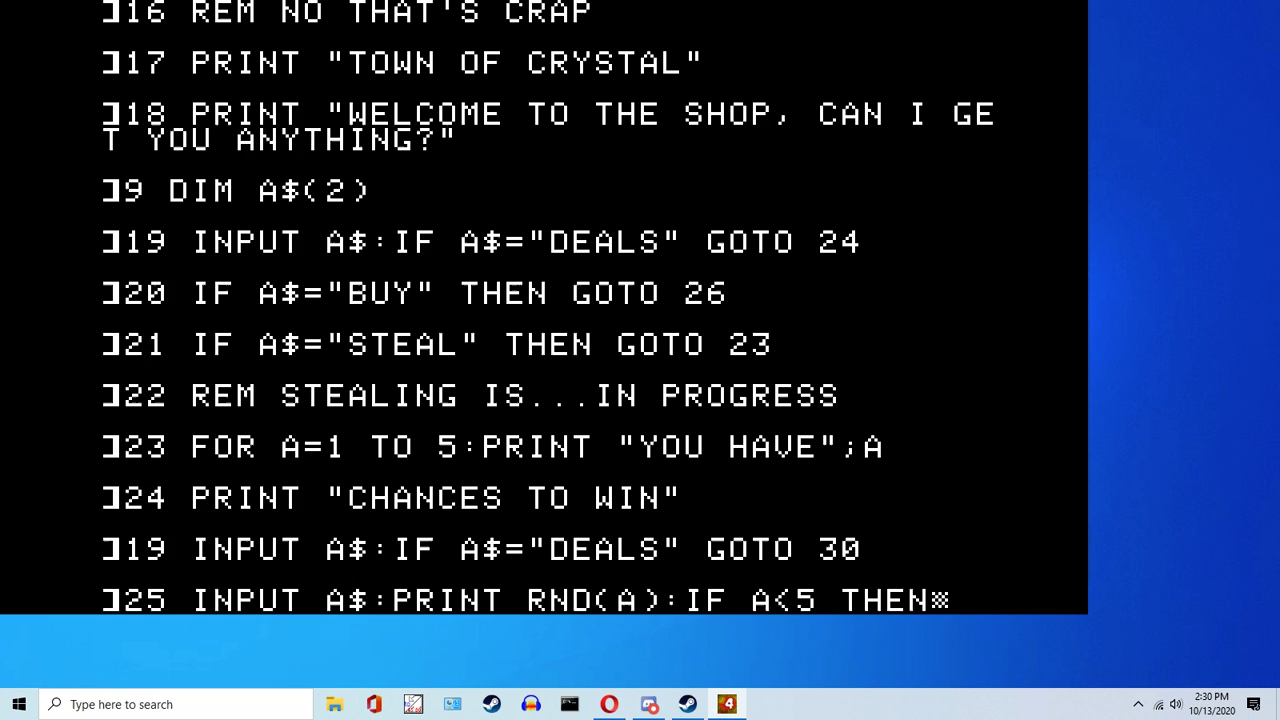 ]16 REM NO THAT'S CRAP
]17 PRINT "TOWN OF CRYSTAL"
]18 PRINT "WELCOME TO THE SHOP, CAN I GE
T YOU ANYTHING?"
]9 DIM A$(2)
]19 INPUT A$:IF A$="DEALS" GOTO 24
]20 IF A$="BUY" THEN GOTO 26
]21 IF A$="STEAL" THEN GOTO 23
]22 REM STEALING IS...IN PROGRESS
]23 FOR A=1 TO 5:PRINT "YOU HAVE";A
]24 PRINT "CHANCES TO WIN"
]19 INPUT A$:IF A$="DEALS" GOTO 30
]25 INPUT A$:PRINT RND(A):IF A<5 THEN
Type here to search
4
2:30 PM
10/13/2020